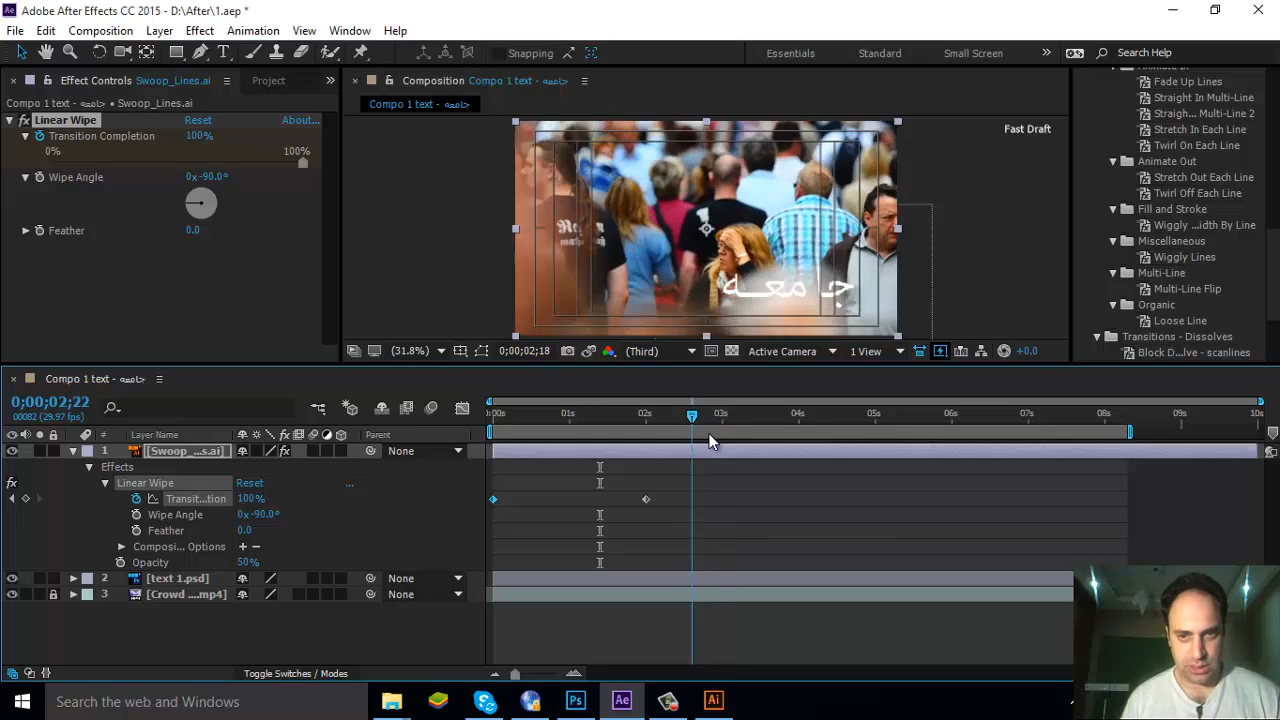 Adobe After Effects CC 2015 - D:\After\1.aep *
File Edit Composition Layer Effect Animation View Window Help
Snapping Essentials Standard Small Screen Search Help
Effect Controls Swoop_Lines.ai Project
Compo 1 text - جامعه • Swoop_Lines.ai
Linear Wipe Reset About...
Transition Completion 100%
0% 100%
Wipe Angle 0x-90.0°
Feather 0.0
Composition Compo 1 text - جامعه
Compo 1 text - جامعه
Fast Draft
جامعه
(31.8%) 0;00;02;18 (Third) Active Camera 1 View +0.0
Fade Up Lines
Straight In Multi-Line
Straigh... Multi-Line 2
Stretch In Each Line
Twirl On Each Line
Animate Out
Stretch Out Each Line
Twirl Off Each Line
Fill and Stroke
Wiggly ...idth By Line
Miscellaneous
Wiggly Lines
Multi-Line
Multi-Line Flip
Organic
Loose Line
Transitions - Dissolves
Block D...lve - scanlines
Compo 1 text - جامعه
0;00;02;22
00082 (29.97 fps)
:00s 01s 02s 03s 04s 05s 06s 07s 08s 09s 10s
# Layer Name Parent
1 [Swoop_...s.ai] None
Effects
Linear Wipe Reset ...
Transit...tion 100%
Wipe Angle 0x-90.0°
Feather 0.0
Composi... Options + −
Opacity 50%
2 [text 1.psd] None
3 [Crowd ....mp4] None
Toggle Switches / Modes
Search the web and Windows